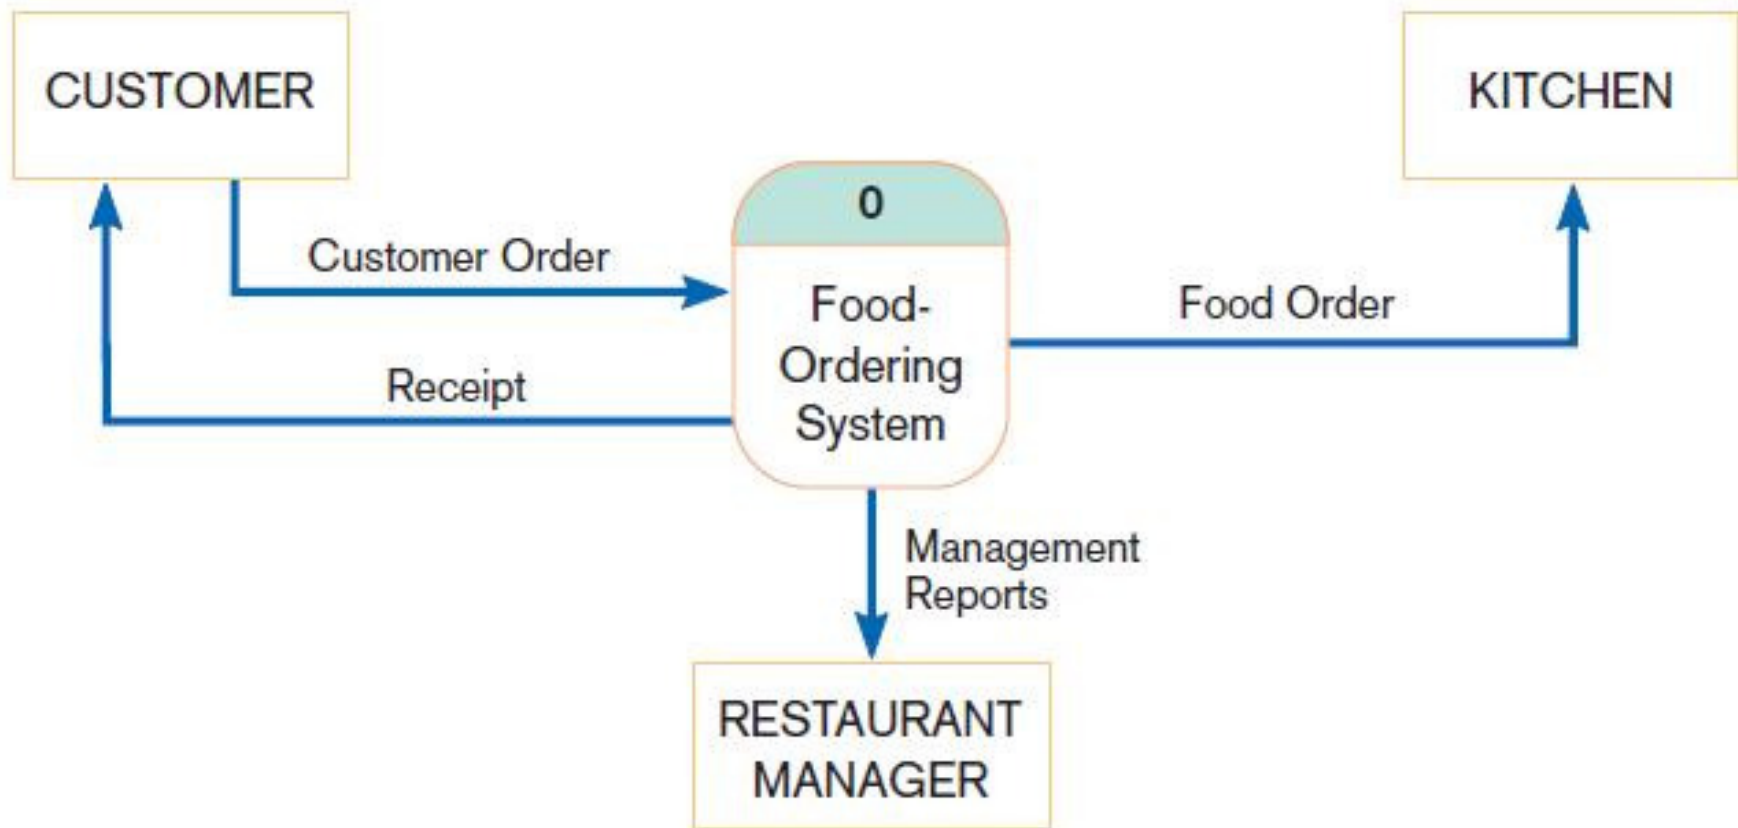 CUSTOMER
KITCHEN
0
Customer Order
Food-
Ordering
System
Food Order
Receipt
Management
Reports
RESTAURANT
MANAGER